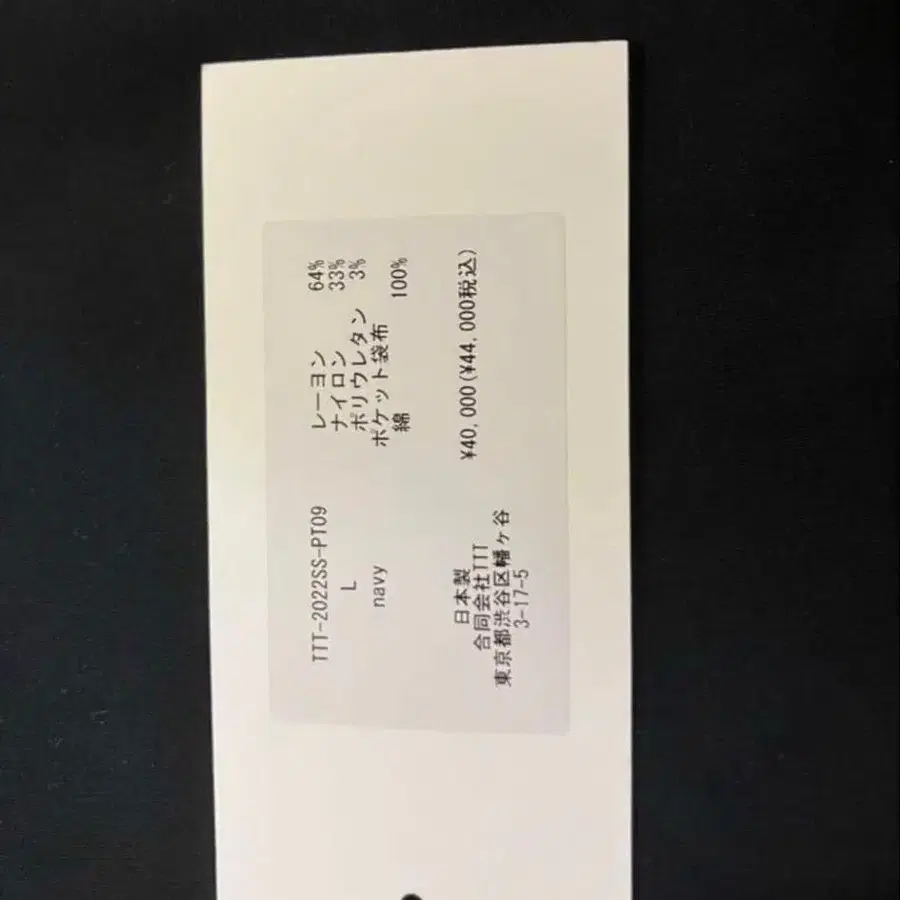 TTT-2022SS-PT09
L
navy
日本製
合同会社TTT
東京都渋谷区幡ヶ谷
3-17-5
レーヨン 64%
ナイロン 33%
ポリウレタン 3%
ポケット袋布
綿 100%
¥40,000(¥44,000税込)